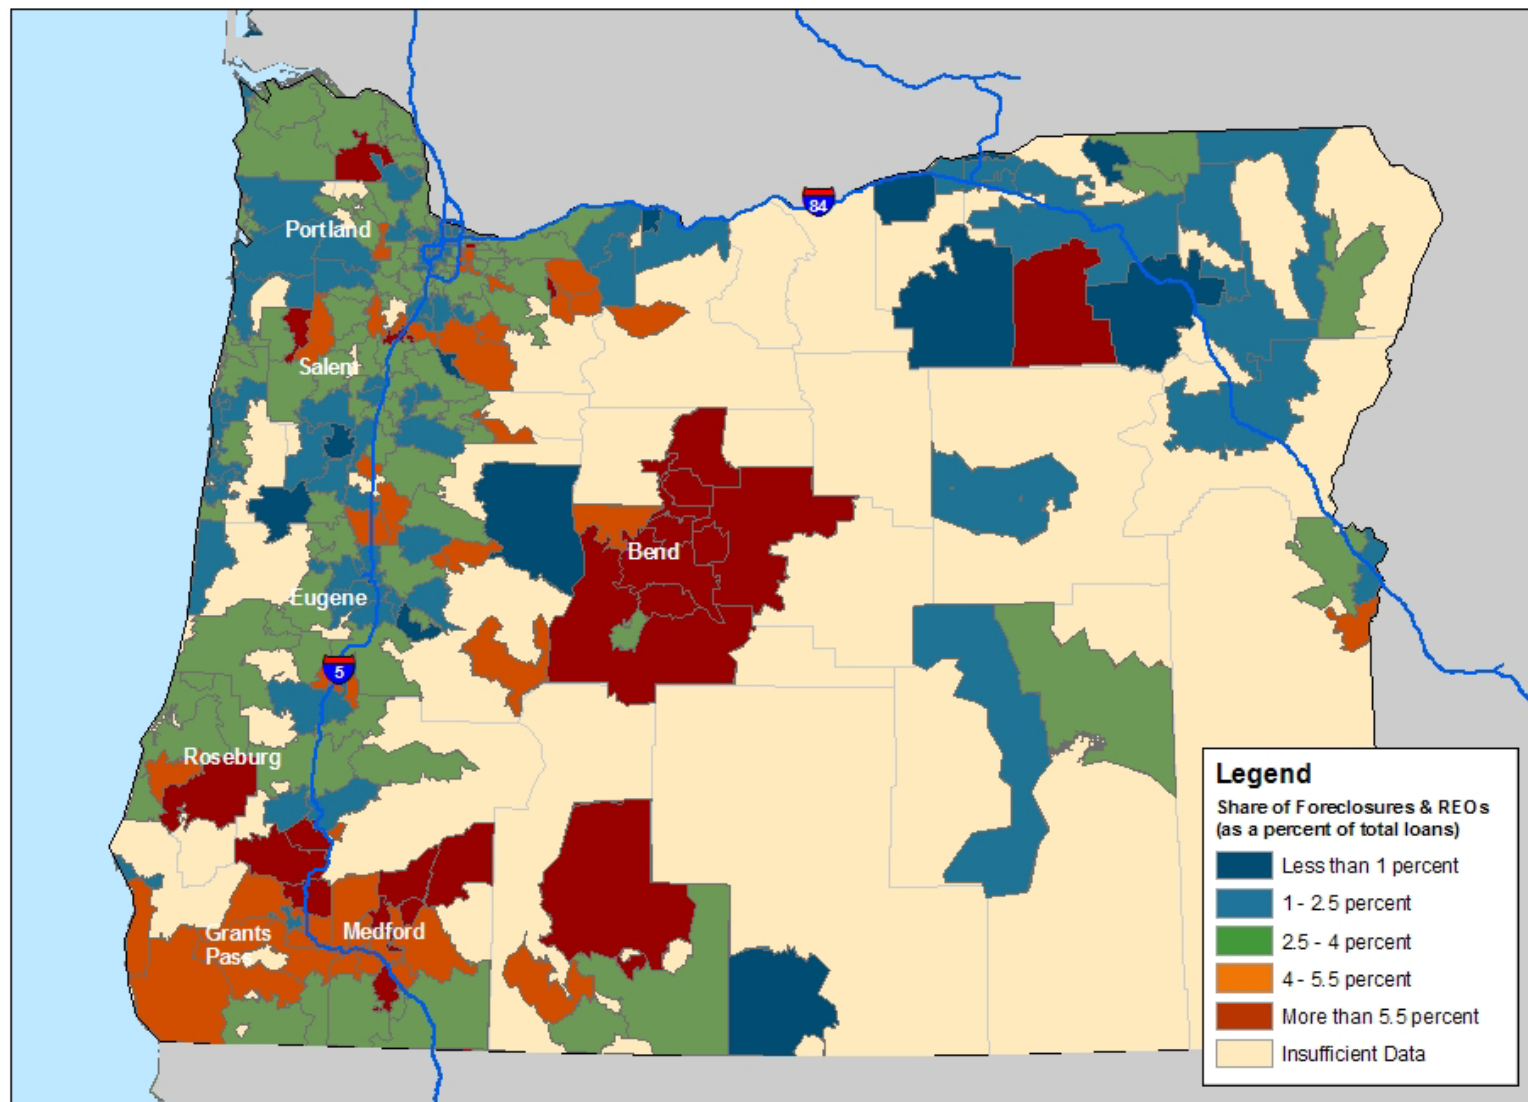 84
Portland
Salem
Bend
Eugene
5
Roseburg
Grants
Pass
Medford
Legend
Share of Foreclosures & REOs
(as a percent of total loans)
Less than 1 percent
1 - 2.5 percent
2.5 - 4 percent
4 - 5.5 percent
More than 5.5 percent
Insufficient Data